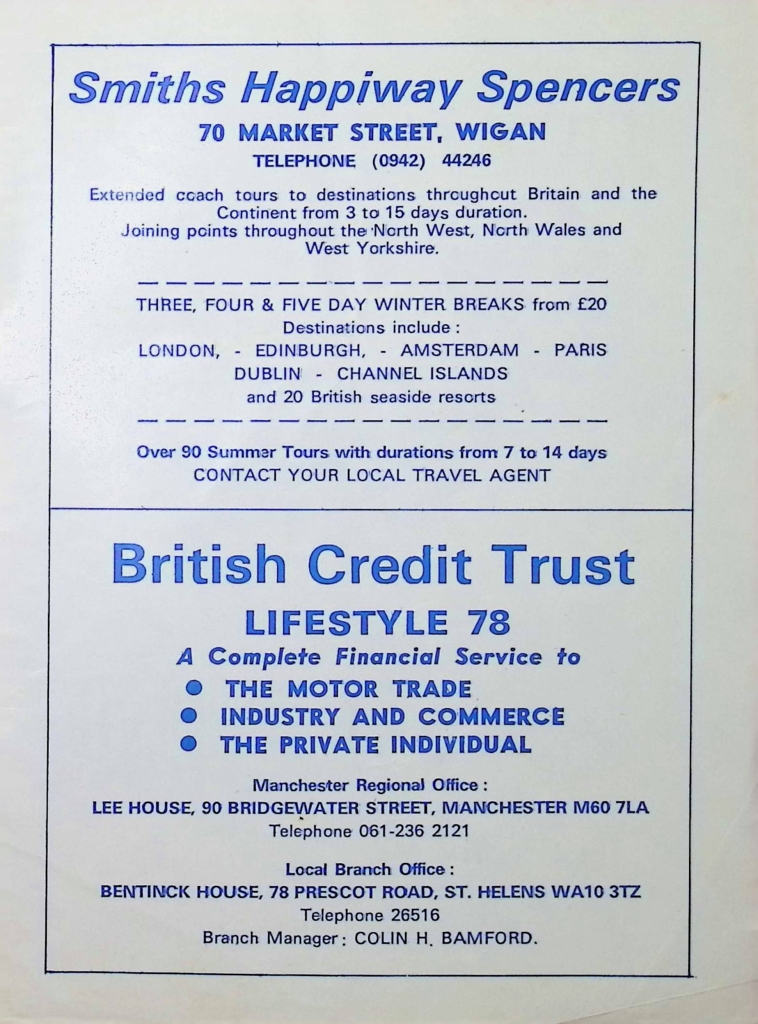 Smiths Happiway Spencers
70 MARKET STREET, WIGAN
TELEPHONE (0942) 44246
Extended coach tours to destinations throughout Britain and the
Continent from 3 to 15 days duration.
Joining points throughout the North West, North Wales and
West Yorkshire.
THREE, FOUR & FIVE DAY WINTER BREAKS from £20
Destinations include :
LONDON, - EDINBURGH, - AMSTERDAM - PARIS
DUBLIN - CHANNEL ISLANDS
and 20 British seaside resorts
Over 90 Summer Tours with durations from 7 to 14 days
CONTACT YOUR LOCAL TRAVEL AGENT
British Credit Trust
LIFESTYLE 78
A Complete Financial Service to
● THE MOTOR TRADE
● INDUSTRY AND COMMERCE
● THE PRIVATE INDIVIDUAL
Manchester Regional Office :
LEE HOUSE, 90 BRIDGEWATER STREET, MANCHESTER M60 7LA
Telephone 061-236 2121
Local Branch Office :
BENTINCK HOUSE, 78 PRESCOT ROAD, ST. HELENS WA10 3TZ
Telephone 26516
Branch Manager : COLIN H. BAMFORD.